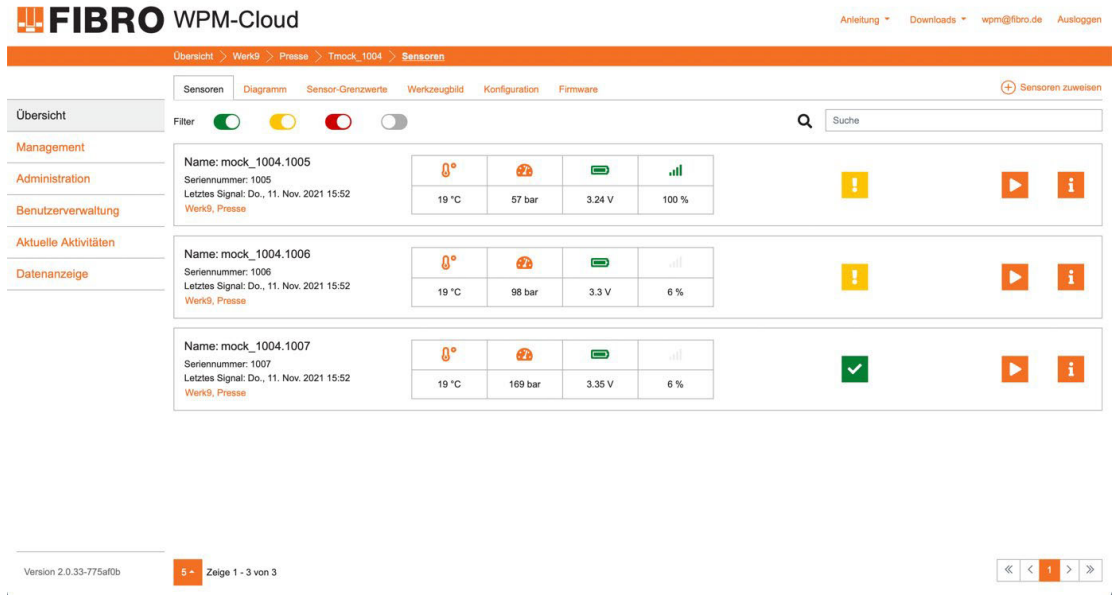 FIBRO WPM-Cloud
Anleitung Downloads wpm@fibro.de Ausloggen
Übersicht Werk9 Presse Tmock_1004 Sensoren
Sensoren Diagramm Sensor-Grenzwerte Werkzeugbild Konfiguration Firmware Sensoren zuweisen
Übersicht
Management
Administration
Benutzerverwaltung
Aktuelle Aktivitäten
Datenanzeige
Filter Suche
Name: mock_1004.1005
Seriennummer: 1005
Letztes Signal: Do., 11. Nov. 2021 15:52
Werk9, Presse
19 °C 57 bar 3.24 V 100 %
Name: mock_1004.1006
Seriennummer: 1006
Letztes Signal: Do., 11. Nov. 2021 15:52
Werk9, Presse
19 °C 98 bar 3.3 V 6 %
Name: mock_1004.1007
Seriennummer: 1007
Letztes Signal: Do., 11. Nov. 2021 15:52
Werk9, Presse
19 °C 169 bar 3.35 V 6 %
Version 2.0.33-775af0b
5 Zeige 1 - 3 von 3
« < 1 > »